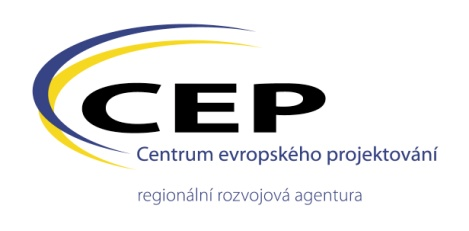 CEP
Centrum evropského projektování
regionální rozvojová agentura